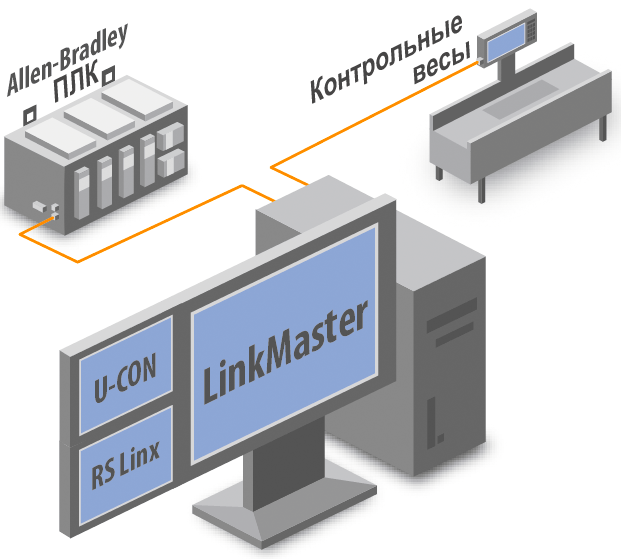 Allen-Bradley
ПЛК
Контрольные
весы
LinkMaster
U-CON
RS Linx